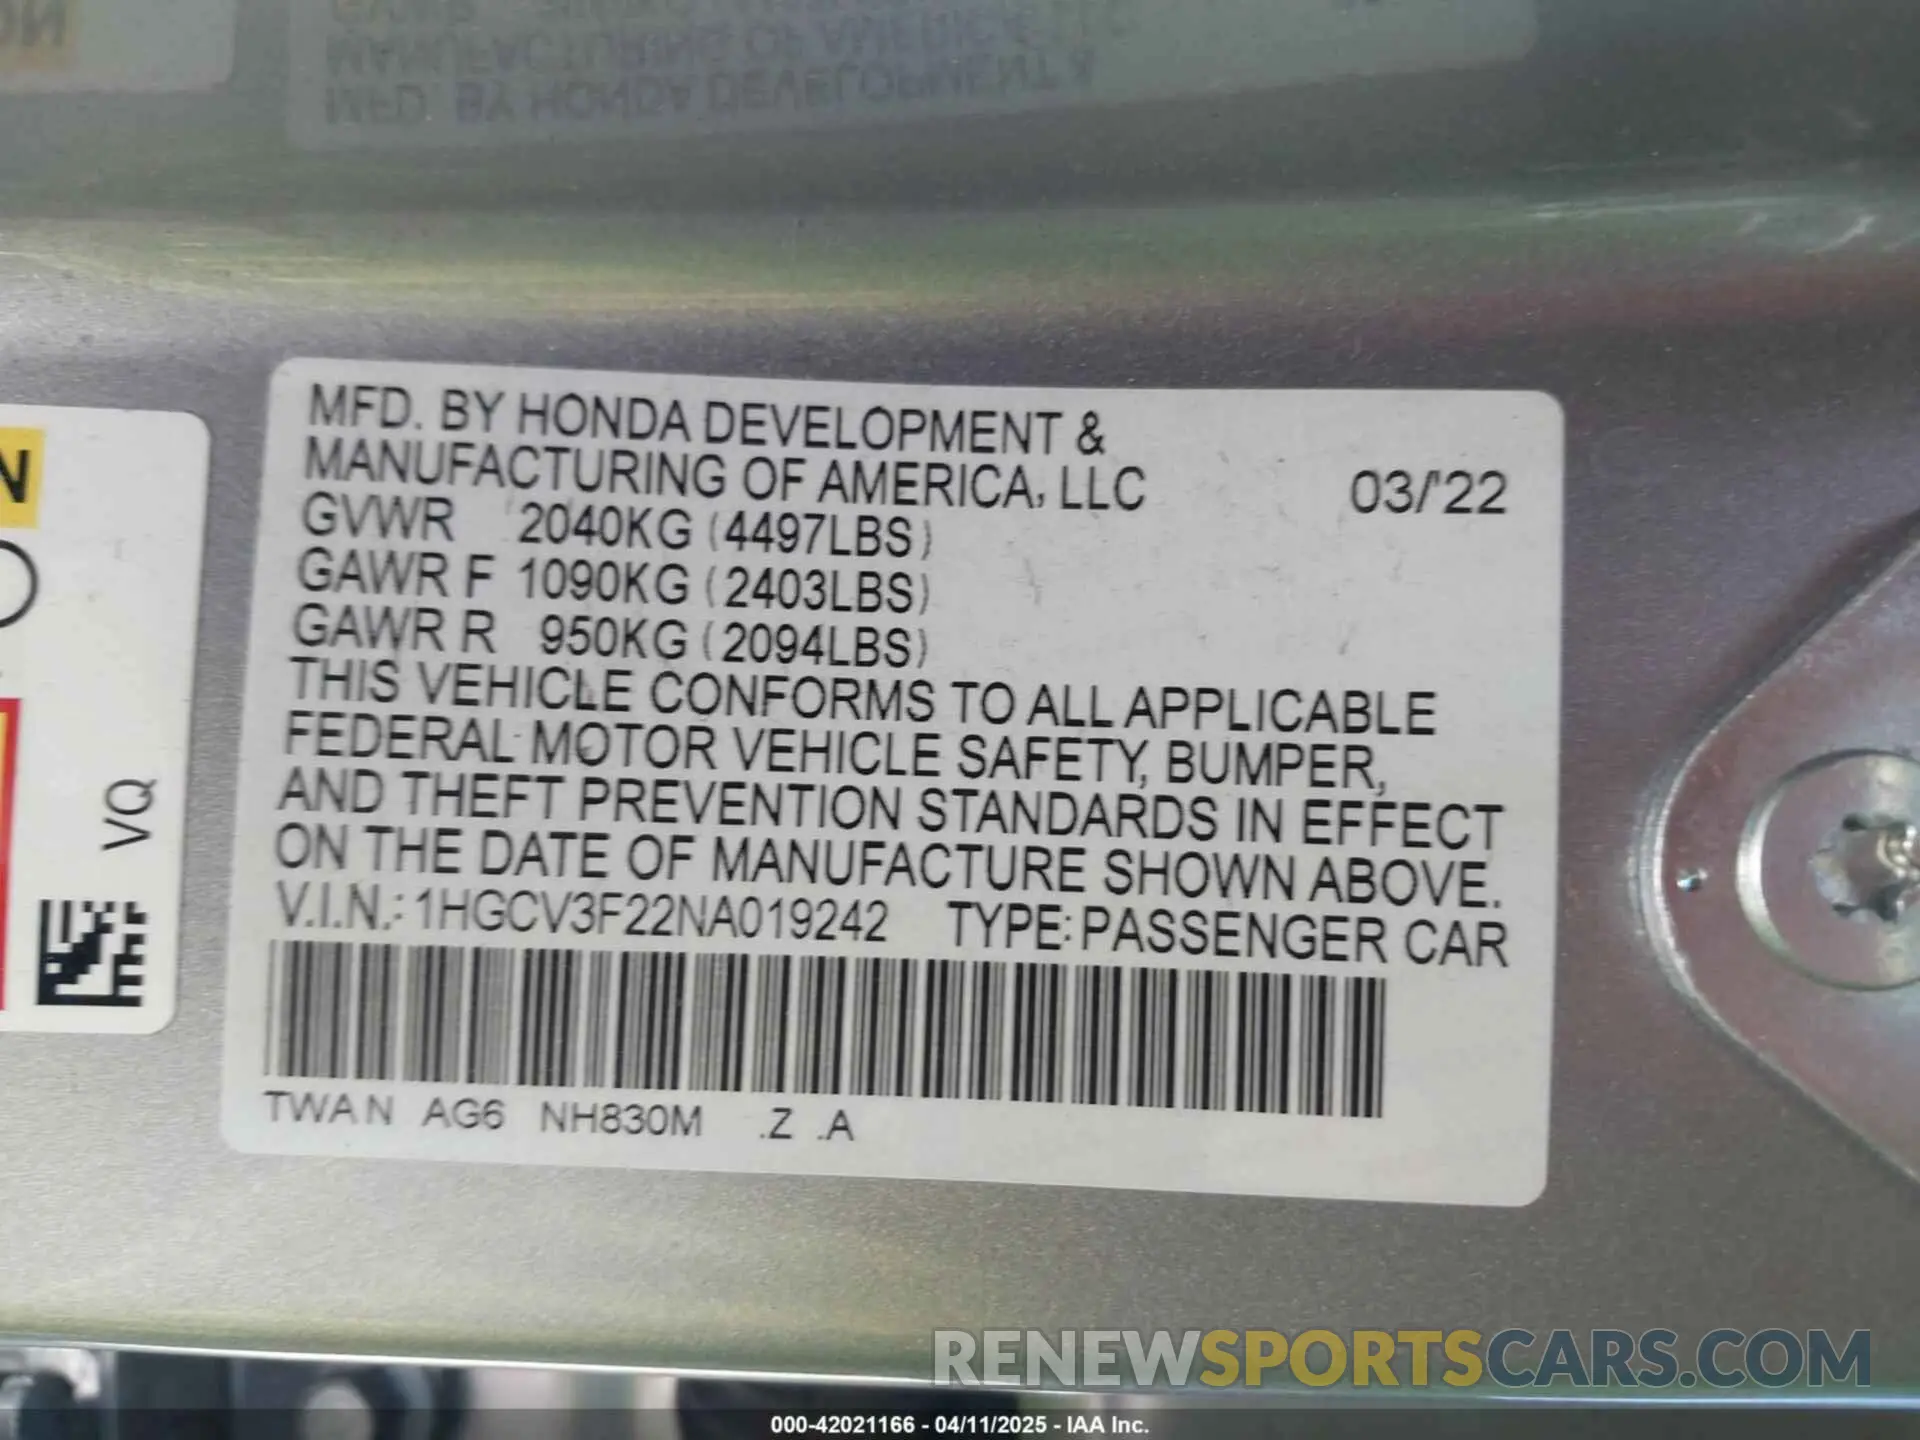 MFD. BY HONDA DEVELOPMENT &
MANUFACTURING OF AMERICA, LLC 03/'22
GVWR 2040KG (4497LBS)
GAWR F 1090KG (2403LBS)
GAWR R 950KG (2094LBS)
THIS VEHICLE CONFORMS TO ALL APPLICABLE
FEDERAL MOTOR VEHICLE SAFETY, BUMPER,
AND THEFT PREVENTION STANDARDS IN EFFECT
ON THE DATE OF MANUFACTURE SHOWN ABOVE.
V.I.N.: 1HGCV3F22NA019242 TYPE: PASSENGER CAR
TWAN AG6 NH830M .Z .A
VQ
N
RENEWSPORTSCARS.COM
000-42021166 - 04/11/2025 - IAA Inc.